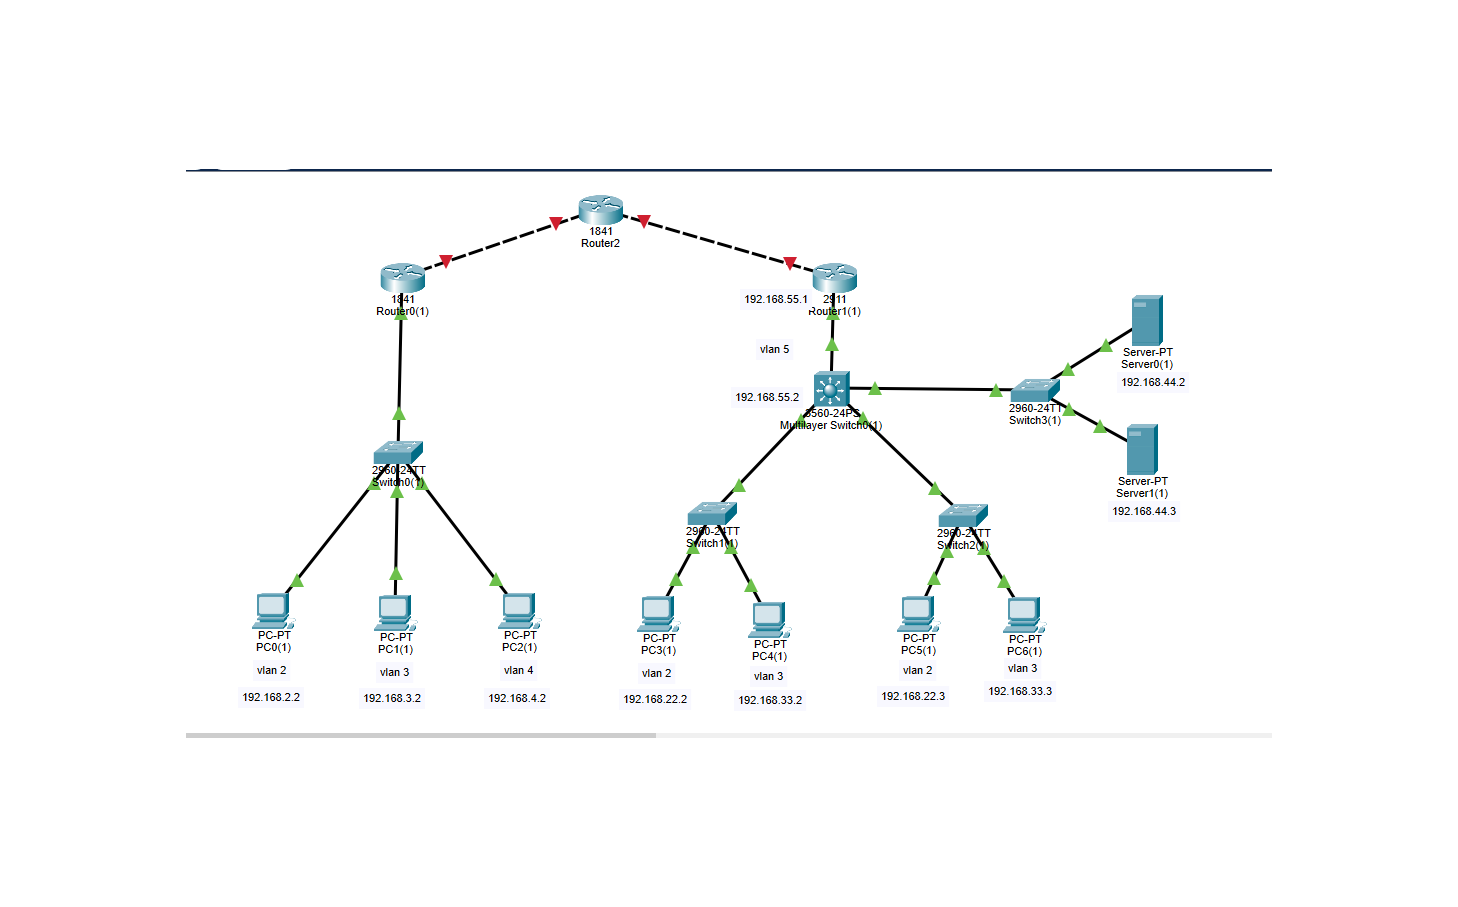 1841
Router2
1841
Router0(1)
192.168.55.1
2911
Router1(1)
vlan 5
Server-PT
Server0(1)
192.168.44.2
192.168.55.2
3560-24PS
Multilayer Switch0(1)
2960-24TT
Switch3(1)
2960-24TT
Switch0(1)
Server-PT
Server1(1)
192.168.44.3
2960-24TT
Switch1(1)
2960-24TT
Switch2(1)
PC-PT
PC0(1)
vlan 2
192.168.2.2
PC-PT
PC1(1)
vlan 3
192.168.3.2
PC-PT
PC2(1)
vlan 4
192.168.4.2
PC-PT
PC3(1)
vlan 2
192.168.22.2
PC-PT
PC4(1)
vlan 3
192.168.33.2
PC-PT
PC5(1)
vlan 2
192.168.22.3
PC-PT
PC6(1)
vlan 3
192.168.33.3